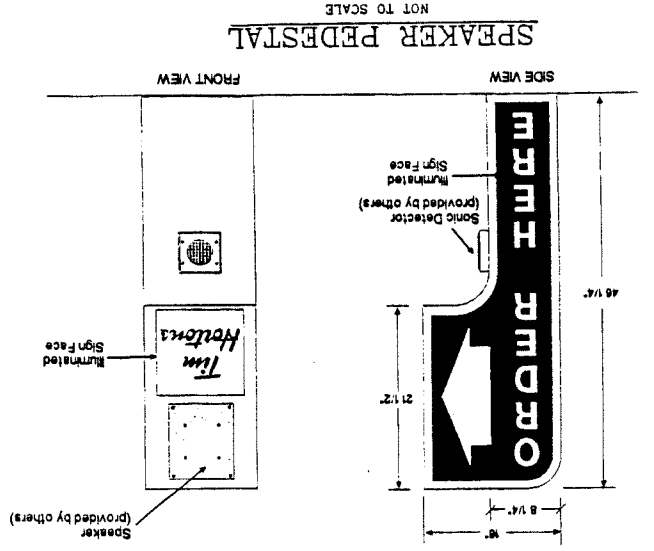 16"
8 1/4"
Speaker
(provided by others)
ORDER HERE
21 1/2"
46 1/4"
Tim
Hortons
Illuminated
Sign Face
Sonic Detector
(provided by others)
Illuminated
Sign Face
SIDE VIEW
FRONT VIEW
SPEAKER PEDESTAL
NOT TO SCALE